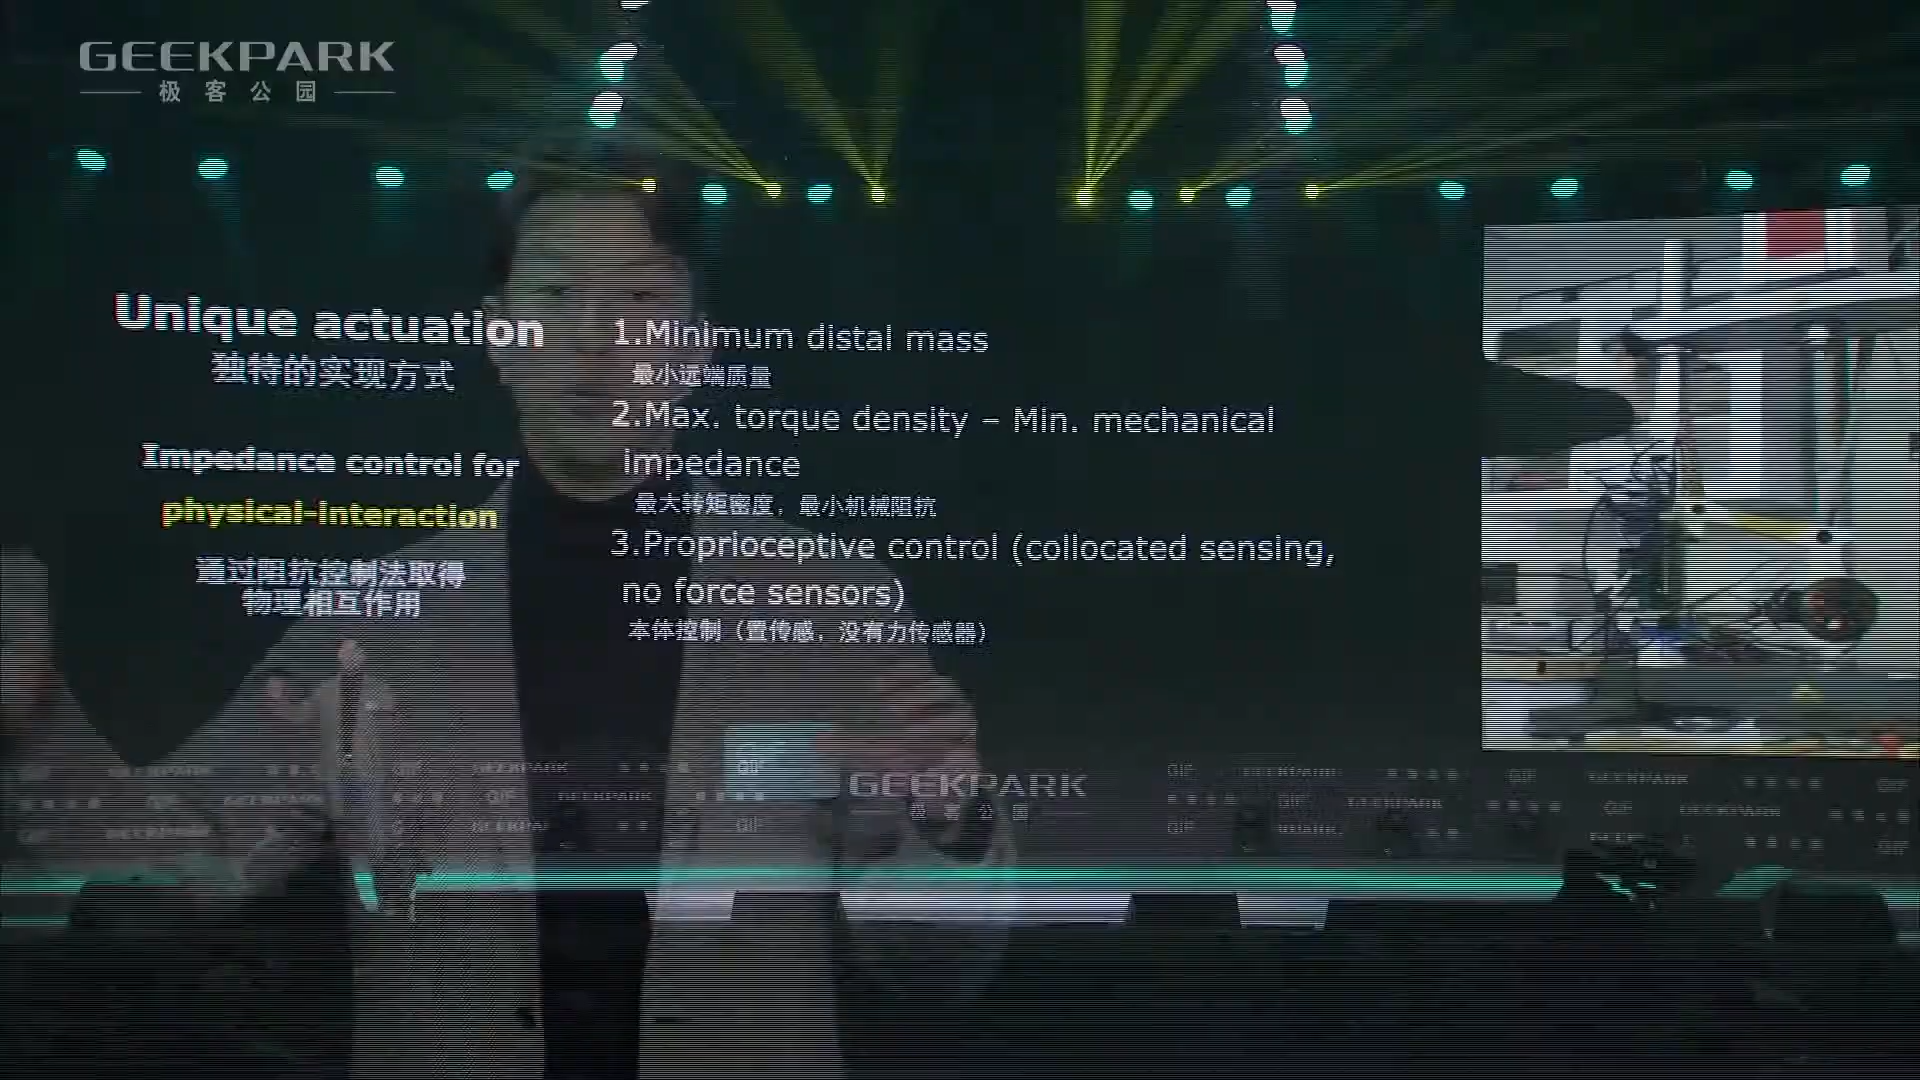 GEEKPARK
极客公园
Unique actuation
独特的实现方式
Impedance control for
physical-interaction
通过阻抗控制法取得
物理相互作用
1.Minimum distal mass
最小远端质量
2.Max. torque density – Min. mechanical
impedance
最大转矩密度，最小机械阻抗
3.Proprioceptive control (collocated sensing,
no force sensors)
本体控制（置传感，没有力传感器）
GEEKPARK
极客公园